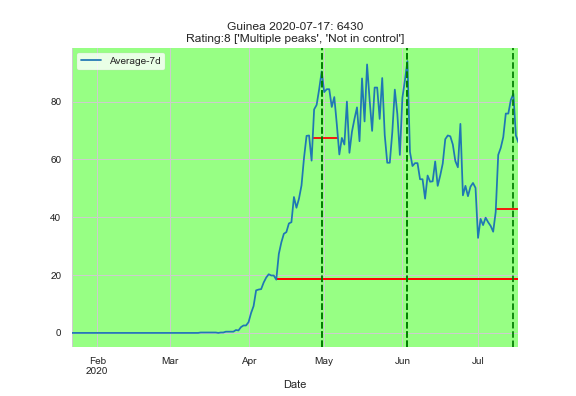 Guinea 2020-07-17: 6430
Rating:8 ['Multiple peaks', 'Not in control']
Average-7d
80
60
40
20
0
Feb
2020
Mar
Apr
May
Jun
Jul
Date